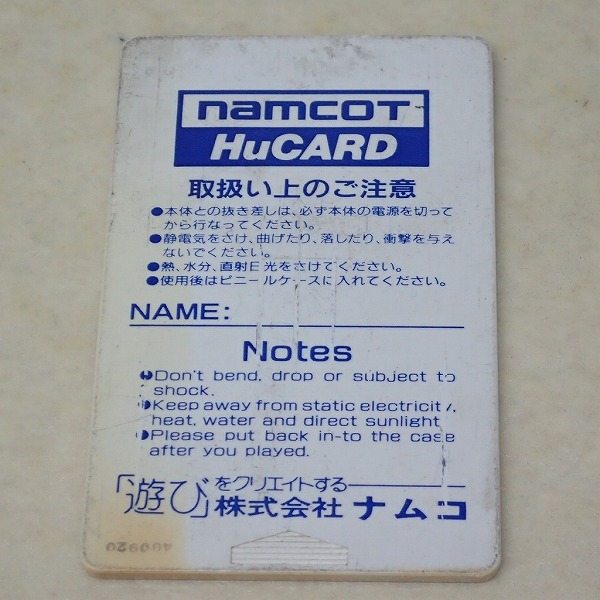 namcoT
HuCARD
取扱い上のご注意
●本体との抜き差しは、必ず本体の電源を切って
から行なってください。
●静電気をさけ、曲げたり、落したり、衝撃を与え
ないでください。
●熱、水分、直射日光をさけてください。
●使用後はビニールケースに入れてください。
NAME:
Notes
●Don't bend, drop or subject to
shock.
●Keep away from static electricity,
heat, water and direct sunlight
●Please put back in-to the case
after you played.
「遊び」をクリエイトする
株式会社ナムコ